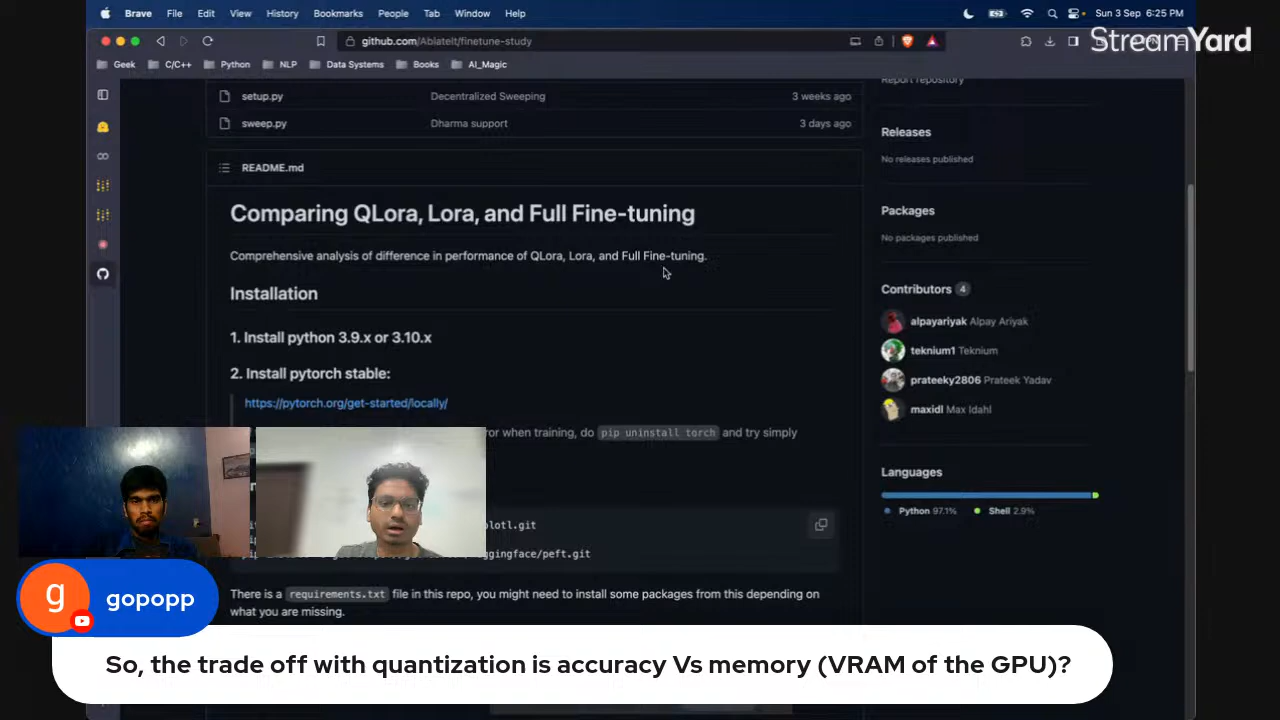 Brave File Edit View History Bookmarks People Tab Window Help
Sun 3 Sep 6:25 PM
StreamYard
github.com/AblateIt/finetune-study
Geek C/C++ Python NLP Data Systems Books AI_Magic
Report repository
setup.py Decentralized Sweeping 3 weeks ago
sweep.py Dharma support 3 days ago
README.md
Comparing QLora, Lora, and Full Fine-tuning
Comprehensive analysis of difference in performance of QLora, Lora, and Full Fine-tuning.
Installation
1. Install python 3.9.x or 3.10.x
2. Install pytorch stable:
https://pytorch.org/get-started/locally/
when training, do pip uninstall torch and try simply
There is a requirements.txt file in this repo, you might need to install some packages from this depending on
what you are missing.
Releases
No releases published
Packages
No packages published
Contributors 4
alpayariyak Alpay Ariyak
teknium1 Teknium
prateeky2806 Prateek Yadav
maxidl Max Idahl
Languages
Python 97.1% Shell 2.9%
g gopopp
So, the trade off with quantization is accuracy Vs memory (VRAM of the GPU)?